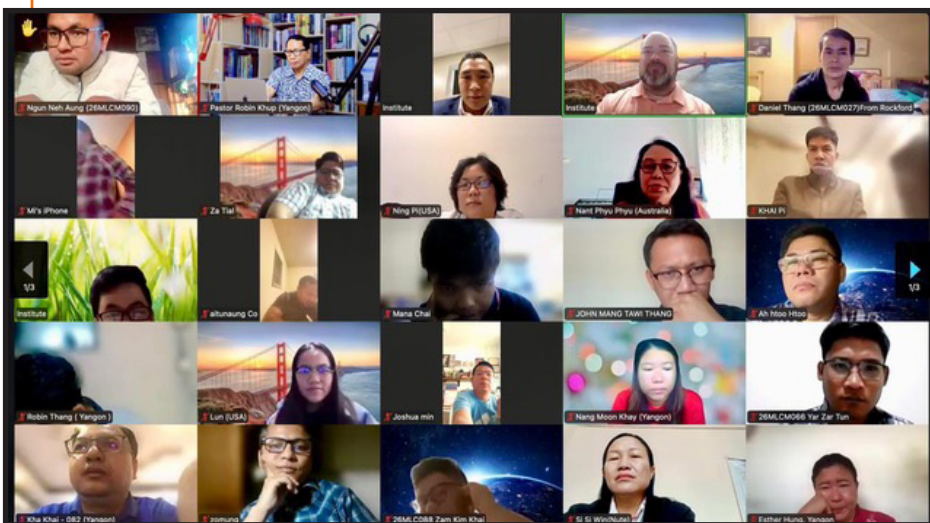 Ngun Neh Aung (26MLCM090)
Pastor Robin Khup (Yangon)
Institute
Institute
Daniel Thang (26MLCM027)From Rockford
Mi's iPhone
Za Tial
Ning Pi(USA)
Nant Phyu Phyu (Australia)
KHAI Pi
1/3
Institute
aitunaung Co
Mana Chai
JOHN MANG TAWI THANG
Ah htoo Htoo
1/3
Robin Thang ( Yangon )
Lun (USA)
Joshua min
Nang Moon Khay (Yangon)
26MLCM066 Yar Zar Tun
Kha Khai - 082 (Yangon)
zomung
26MLCM088 Zam Kim Khai
Si Si Win(Nute)
Esther Hung, Yangon